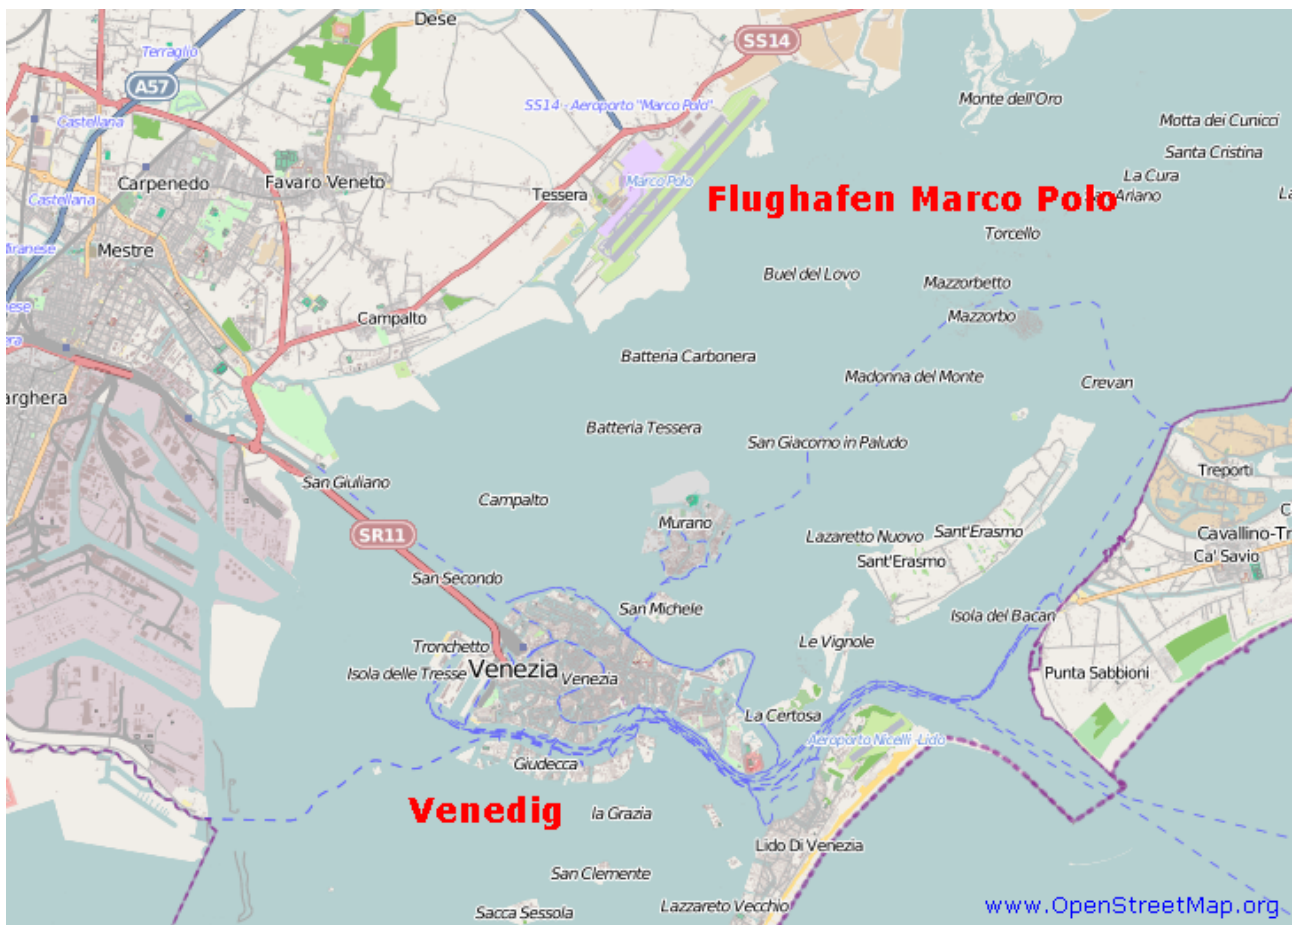 Dese
SS14
Terraglio
A57
Monte dell'Oro
SS14 - Aeroporto "Marco Polo"
Castellana
Motta dei Cunicci
Santa Cristina
Carpenedo
Favaro Veneto
Marco Polo
La Cura
Castellana
Tessera
Flughafen Marco Polo
Ariano
La
Torcello
Miranese
Mestre
Buel del Lovo
Mazzorbetto
Campalto
Mazzorbo
Batteria Carbonera
Madonna del Monte
Crevan
arghera
Batteria Tessera
San Giacomo in Paludo
Treporti
San Giuliano
Campalto
Murano
SR11
Lazaretto Nuovo
Sant'Erasmo
Cavallino-Tr
Sant'Erasmo
Ca' Savio
San Secondo
San Michele
Isola del Bacan
Tronchetto
Le Vignole
Isola delle Tresse
Venezia
Venezia
Punta Sabbioni
La Certosa
Aeroporto Nicelli -Lido
Giudecca
Venedig
la Grazia
Lido Di Venezia
San Clemente
Sacca Sessola
Lazzareto Vecchio
www.OpenStreetMap.org